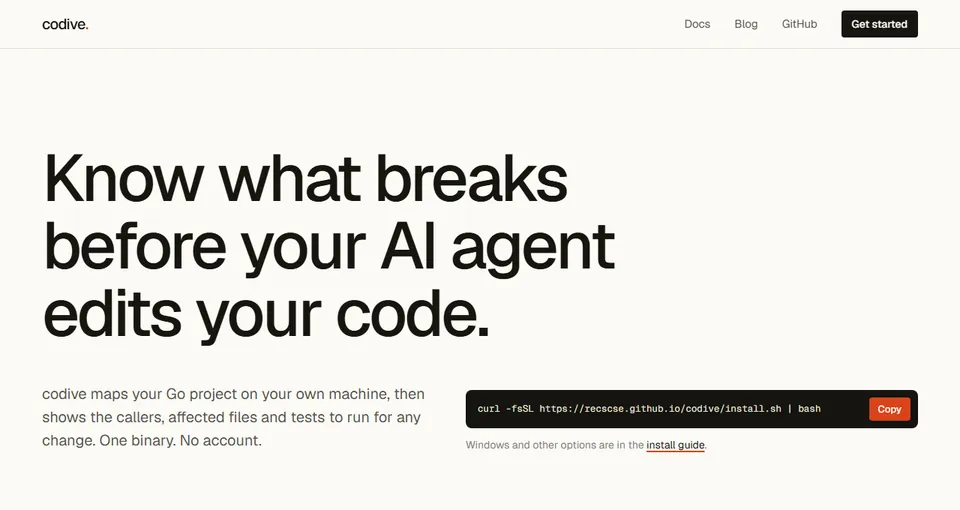 codive.
Docs
Blog
GitHub
Get started
Know what breaks
before your AI agent
edits your code.
codive maps your Go project on your own machine, then
shows the callers, affected files and tests to run for any
change. One binary. No account.
curl -fsSL https://recscse.github.io/codive/install.sh | bash
Copy
Windows and other options are in the install guide.